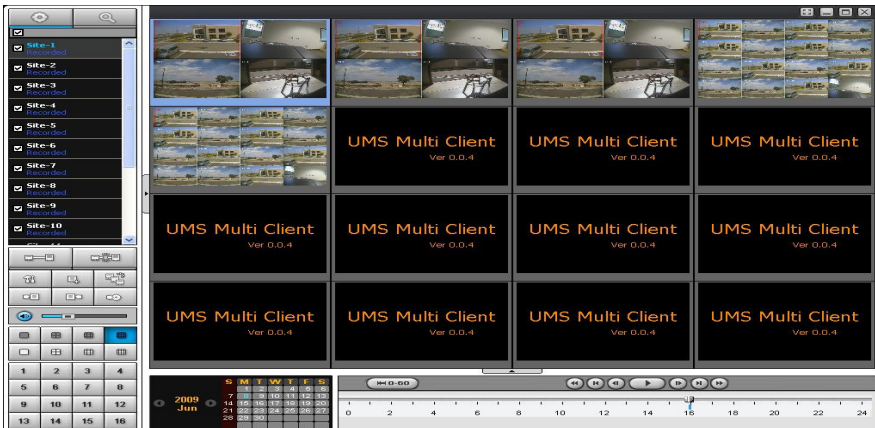 Site-1
Recorded
Site-2
Recorded
Site-3
Recorded
Site-4
Recorded
Site-5
Recorded
Site-6
Recorded
Site-7
Recorded
Site-8
Recorded
Site-9
Recorded
Site-10
Recorded
UMS Multi Client
Ver 0.0.4
UMS Multi Client
Ver 0.0.4
UMS Multi Client
Ver 0.0.4
UMS Multi Client
Ver 0.0.4
UMS Multi Client
Ver 0.0.4
UMS Multi Client
Ver 0.0.4
UMS Multi Client
Ver 0.0.4
UMS Multi Client
Ver 0.0.4
UMS Multi Client
Ver 0.0.4
UMS Multi Client
Ver 0.0.4
UMS Multi Client
Ver 0.0.4
1 2 3 4
5 6 7 8
9 10 11 12
13 14 15 16
2009
Jun
S M T W T F S
1 2 3 4 5 6
7 8 9 10 11 12 13
14 15 16 17 18 19 20
21 22 23 24 25 26 27
28 29 30
0-60
0 2 4 6 8 10 12 14 16 18 20 22 24